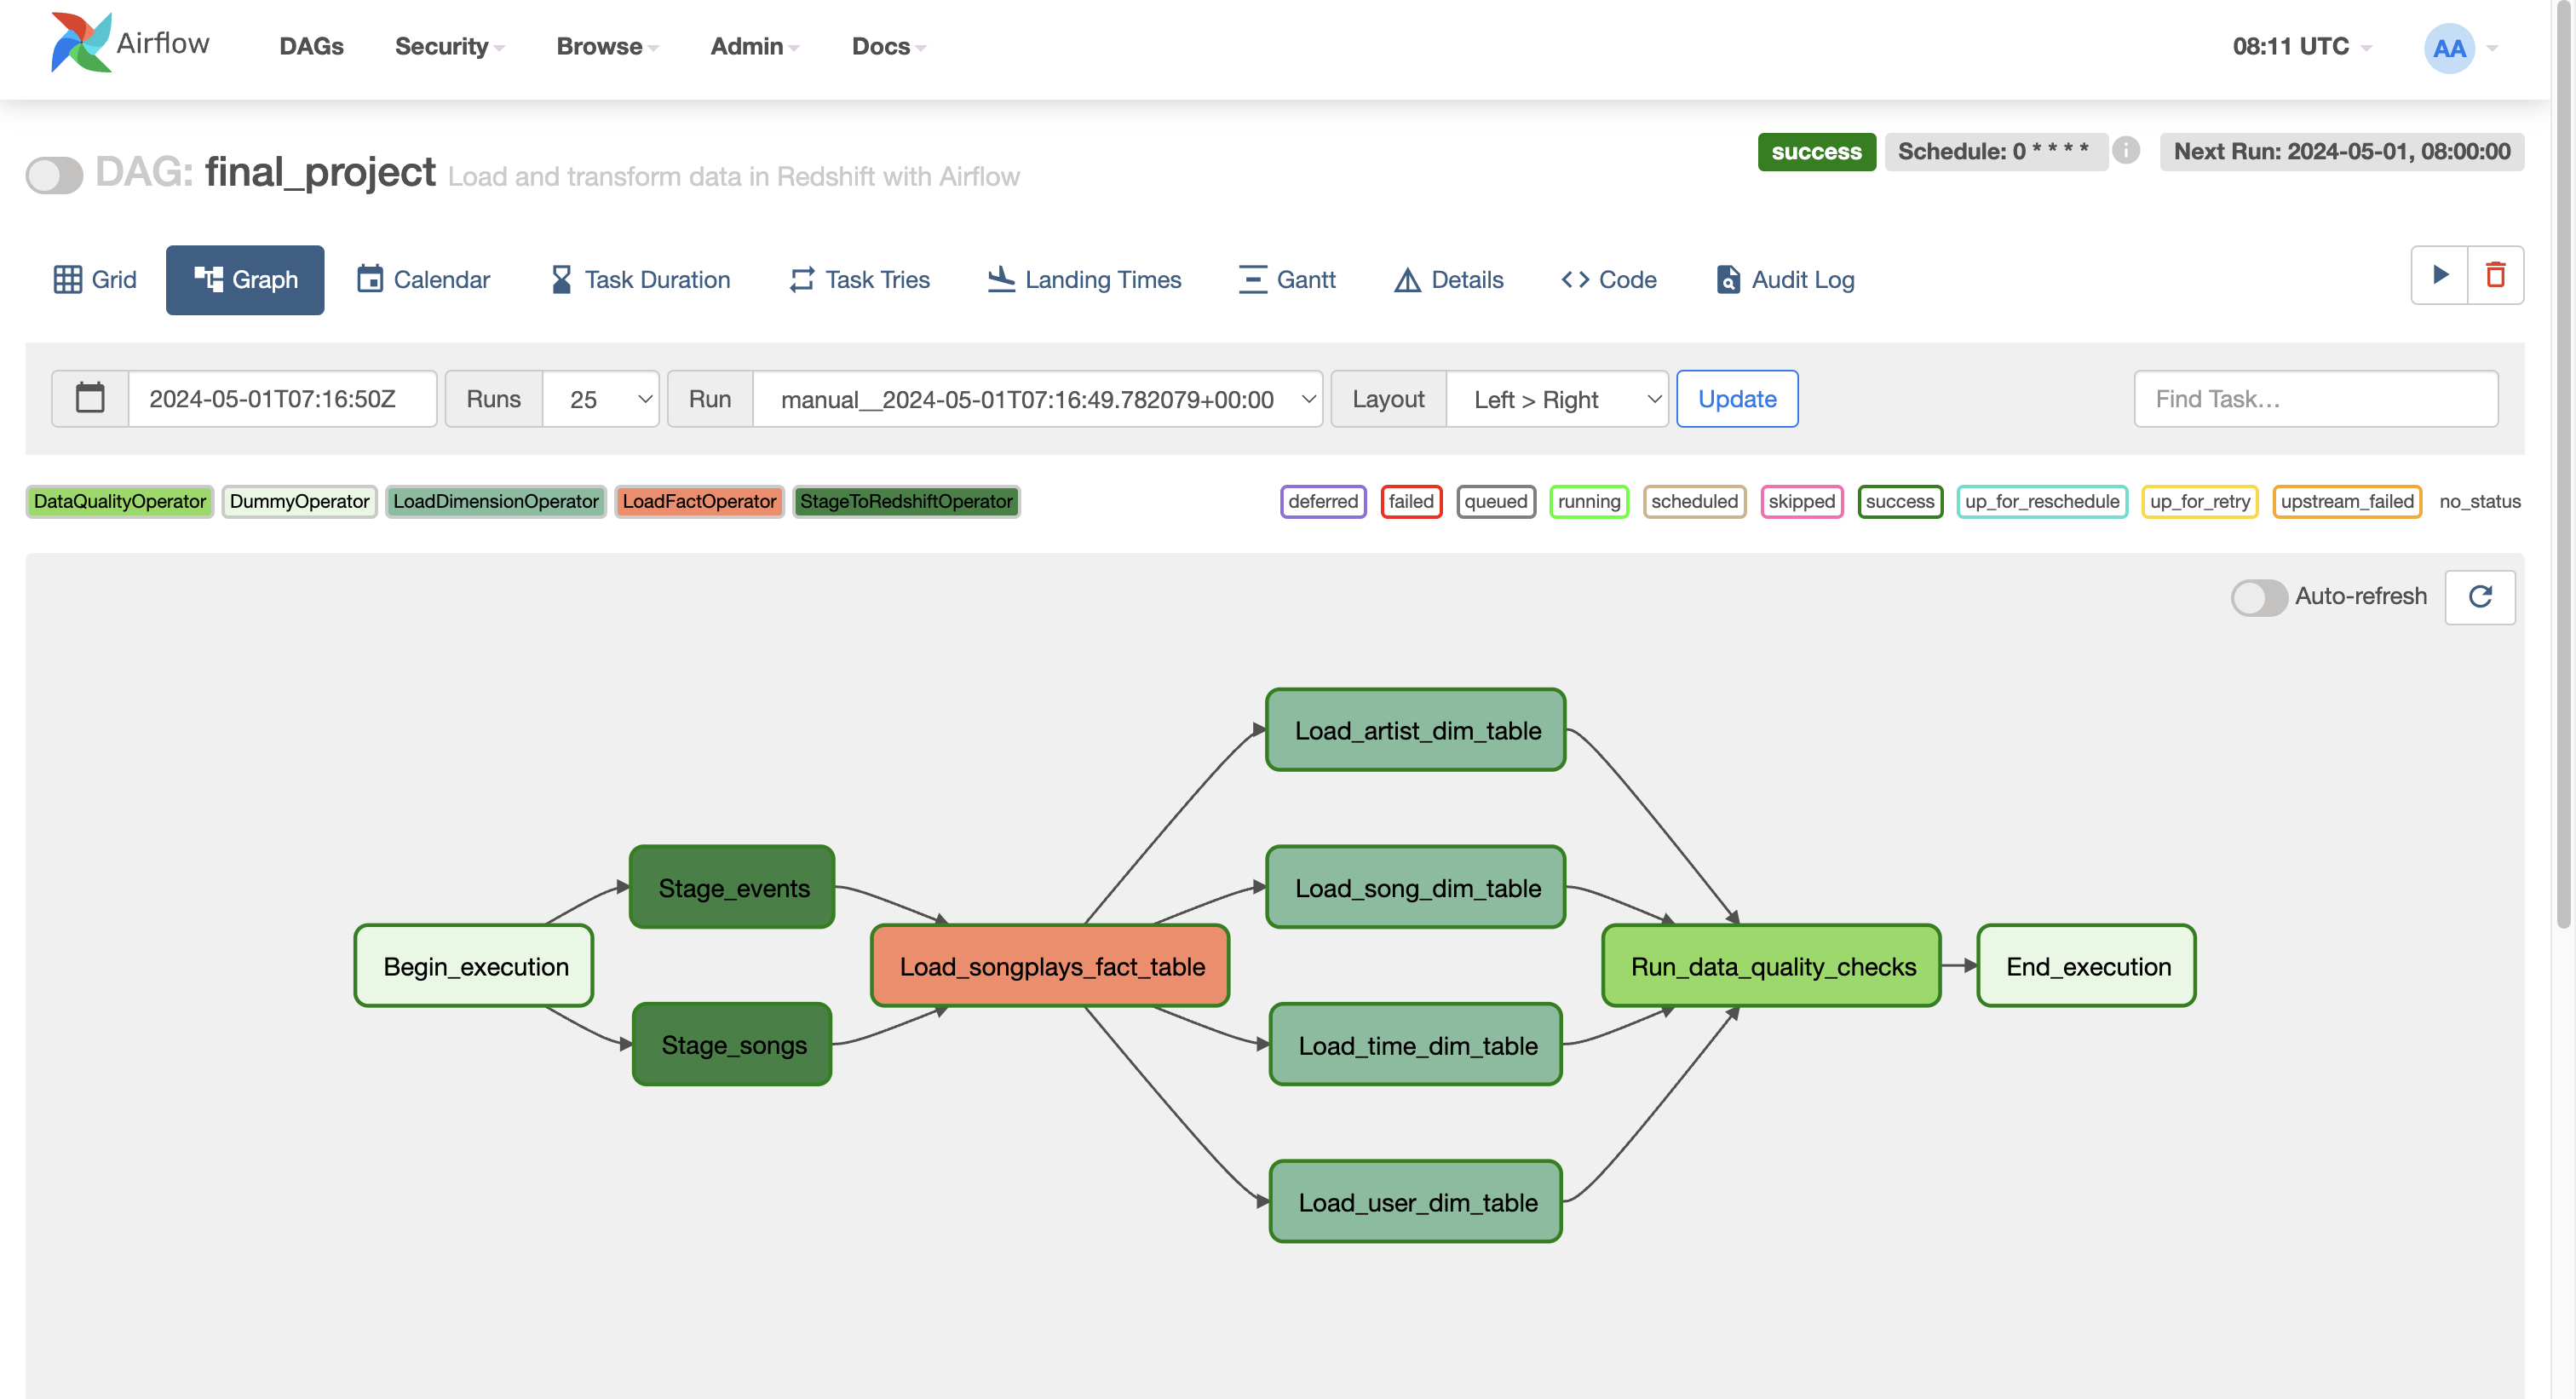 Airflow DAGs Security Browse Admin Docs 08:11 UTC AA
DAG: final_project Load and transform data in Redshift with Airflow success Schedule: 0 * * * * i Next Run: 2024-05-01, 08:00:00
Grid Graph Calendar Task Duration Task Tries Landing Times Gantt Details Code Audit Log
2024-05-01T07:16:50Z Runs 25 Run manual__2024-05-01T07:16:49.782079+00:00 Layout Left > Right Update Find Task...
DataQualityOperator DummyOperator LoadDimensionOperator LoadFactOperator StageToRedshiftOperator deferred failed queued running scheduled skipped success up_for_reschedule up_for_retry upstream_failed no_status
Auto-refresh
Load_artist_dim_table
Stage_events Load_song_dim_table
Begin_execution Load_songplays_fact_table Run_data_quality_checks End_execution
Stage_songs Load_time_dim_table
Load_user_dim_table